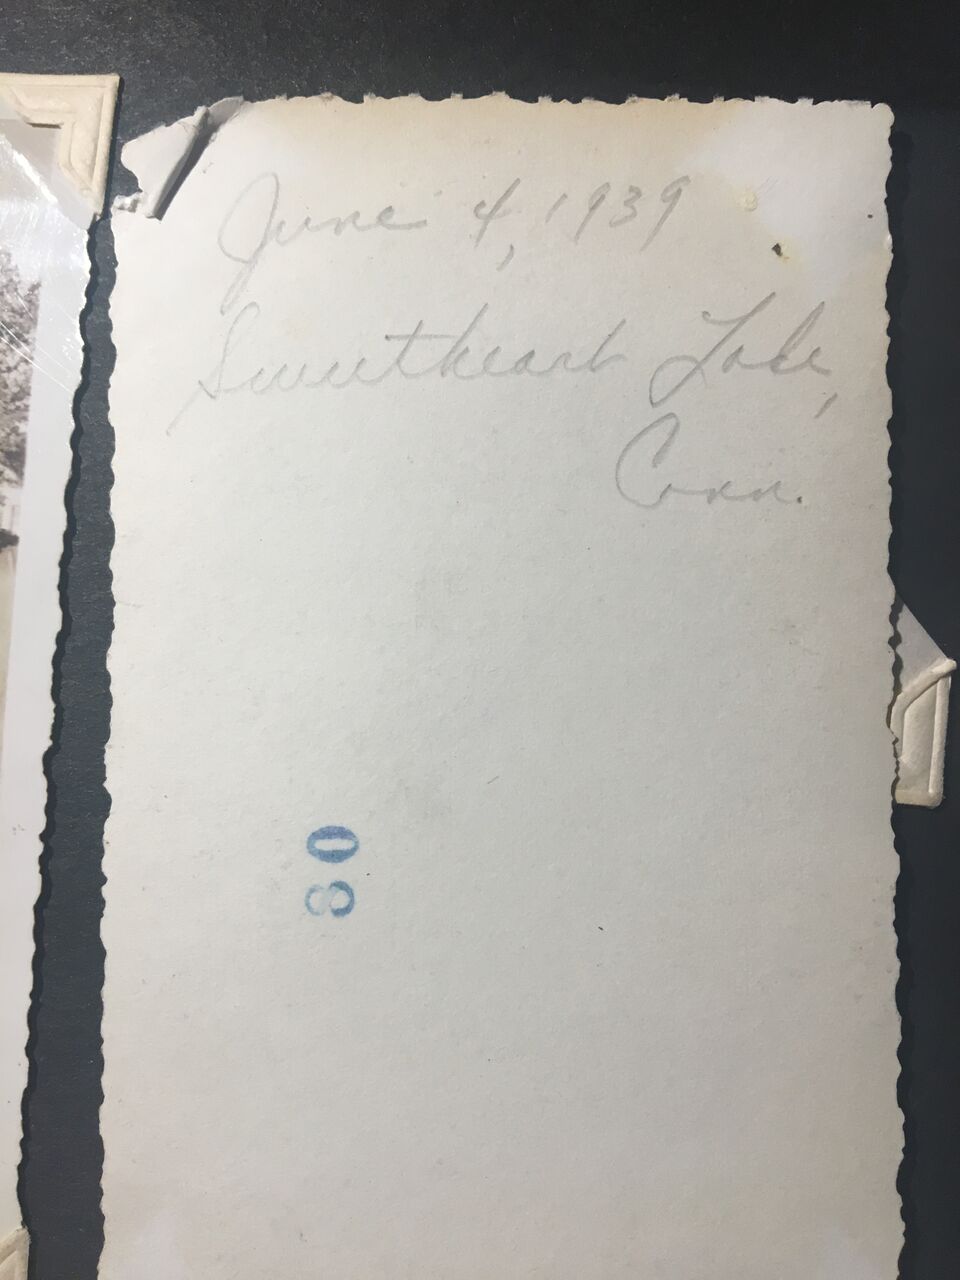 June 4, 1939
Sweetheart Lake,
Conn.
80